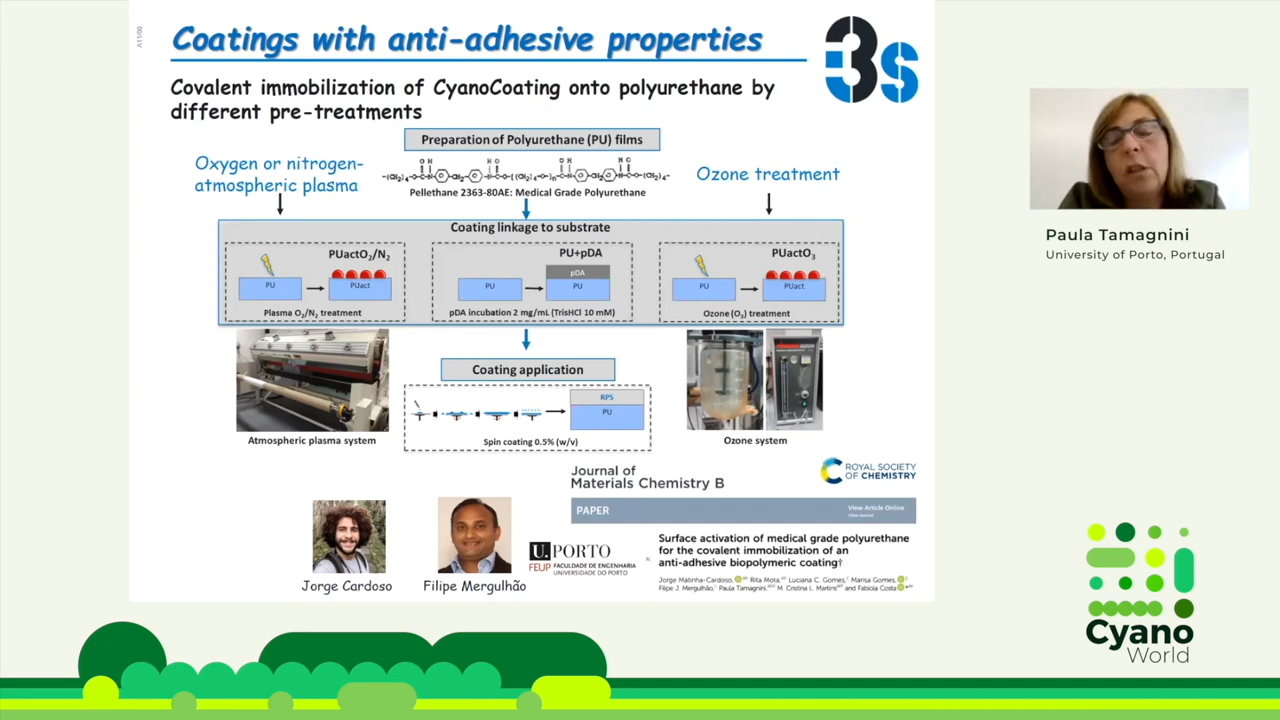 A11/00
Coatings with anti-adhesive properties
3s
Covalent immobilization of CyanoCoating onto polyurethane by
different pre-treatments
Preparation of Polyurethane (PU) films
Oxygen or nitrogen-
atmospheric plasma
Ozone treatment
Pellethane 2363-80AE: Medical Grade Polyurethane
Coating linkage to substrate
PUactO2/N2
PU
PUact
Plasma O2/N2 treatment
PU+pDA
PU
pDA
PU
pDA incubation 2 mg/mL (TrisHCl 10 mM)
PUactO3
PU
PUact
Ozone (O3) treatment
Atmospheric plasma system
Coating application
RPS
PU
Spin coating 0.5% (w/v)
Ozone system
Journal of
Materials Chemistry B
ROYAL SOCIETY
OF CHEMISTRY
PAPER
View Article Online
View Journal
Surface activation of medical grade polyurethane
for the covalent immobilization of an
anti-adhesive biopolymeric coating†
Jorge Matinha-Cardoso, Rita Mota, Luciana C. Gomes, Marisa Gomes,
Filipe J. Mergulhão, Paula Tamagnini, M. Cristina L. Martins and Fabíola Costa
Jorge Cardoso
Filipe Mergulhão
U.PORTO
FEUP FACULDADE DE ENGENHARIA
UNIVERSIDADE DO PORTO
Paula Tamagnini
University of Porto, Portugal
Cyano
World